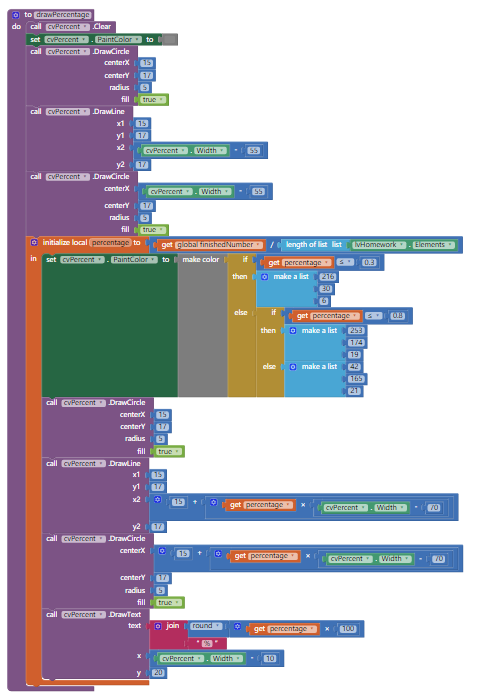 to drawPercentage
do call cvPercent . Clear
set cvPercent . PaintColor to
call cvPercent . DrawCircle
centerX 15
centerY 17
radius 5
fill true
call cvPercent . DrawLine
x1 15
y1 17
x2 cvPercent . Width - 55
y2 17
call cvPercent . DrawCircle
centerX cvPercent . Width - 55
centerY 17
radius 5
fill true
initialize local percentage to get global finishedNumber / length of list list lvHomework . Elements
in set cvPercent . PaintColor to make color if get percentage ≤ 0.3
then make a list 216
30
6
else if get percentage ≤ 0.8
then make a list 253
174
19
else make a list 42
165
21
call cvPercent . DrawCircle
centerX 15
centerY 17
radius 5
fill true
call cvPercent . DrawLine
x1 15
y1 17
x2 15 + get percentage × cvPercent . Width - 70
y2 17
call cvPercent . DrawCircle
centerX 15 + get percentage × cvPercent . Width - 70
centerY 17
radius 5
fill true
call cvPercent . DrawText
text join round get percentage × 100
" % "
x cvPercent . Width - 10
y 20